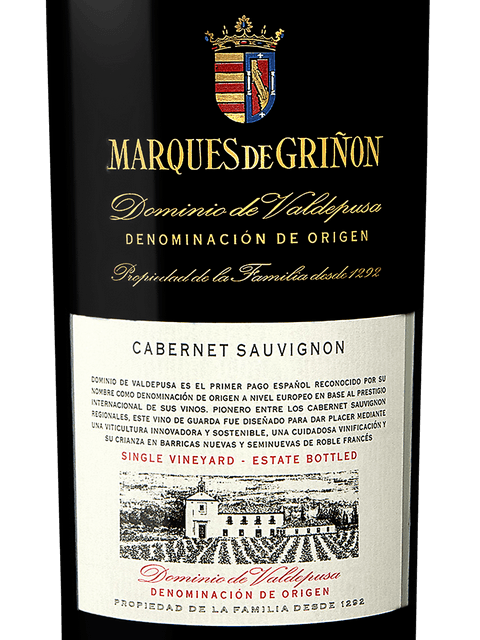 MARQUES DE GRIÑON
Dominio de Valdepusa
DENOMINACIÓN DE ORIGEN
Propiedad de la Familia desde 1292
CABERNET SAUVIGNON
DOMINIO DE VALDEPUSA ES EL PRIMER PAGO ESPAÑOL RECONOCIDO POR SU
NOMBRE COMO DENOMINACIÓN DE ORIGEN A NIVEL EUROPEO EN BASE AL PRESTIGIO
INTERNACIONAL DE SUS VINOS. PIONERO ENTRE LOS CABERNET SAUVIGNON
REGIONALES, ESTE VINO DE GUARDA FUE DISEÑADO PARA DAR PLACER MEDIANTE
UNA VITICULTURA INNOVADORA Y SOSTENIBLE, UNA CUIDADOSA VINIFICACIÓN Y
SU CRIANZA EN BARRICAS NUEVAS Y SEMINUEVAS DE ROBLE FRANCÉS
SINGLE VINEYARD - ESTATE BOTTLED
Dominio de Valdepusa
DENOMINACIÓN DE ORIGEN
PROPIEDAD DE LA FAMILIA DESDE 1292